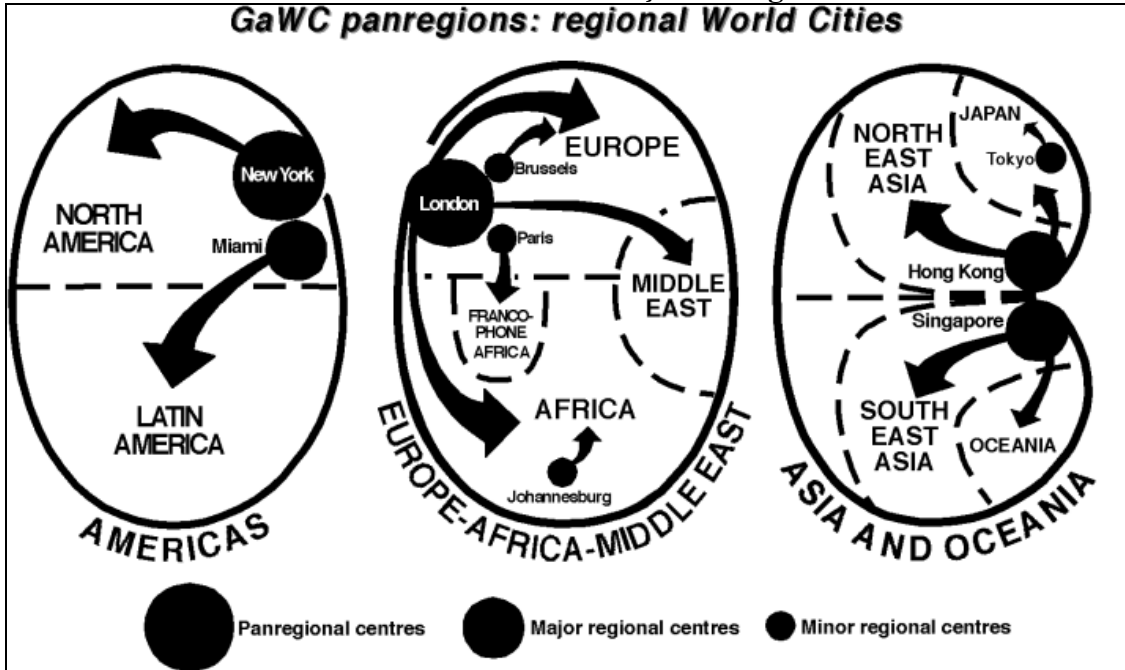 GaWC panregions: regional World Cities
New York
NORTH
AMERICA
Miami
LATIN
AMERICA
AMERICAS
EUROPE
Brussels
London
Paris
MIDDLE
EAST
FRANCO-
PHONE
AFRICA
AFRICA
Johannesburg
EUROPE-AFRICA-MIDDLE EAST
JAPAN
NORTH
EAST
ASIA
Tokyo
Hong Kong
Singapore
SOUTH
EAST
ASIA
OCEANIA
ASIA AND OCEANIA
Panregional centres
Major regional centres
Minor regional centres